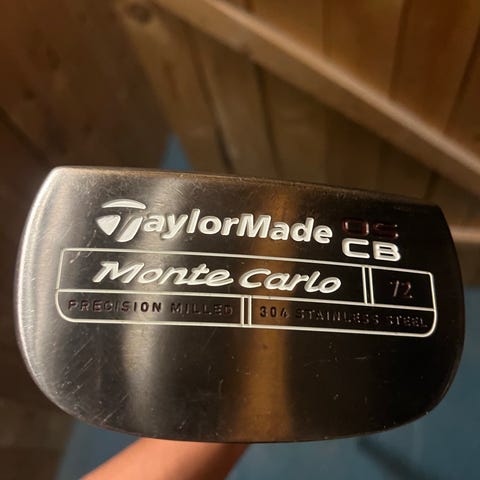 TaylorMade OS
CB
Monte Carlo 72
PRECISION MILLED 304 STAINLESS STEEL